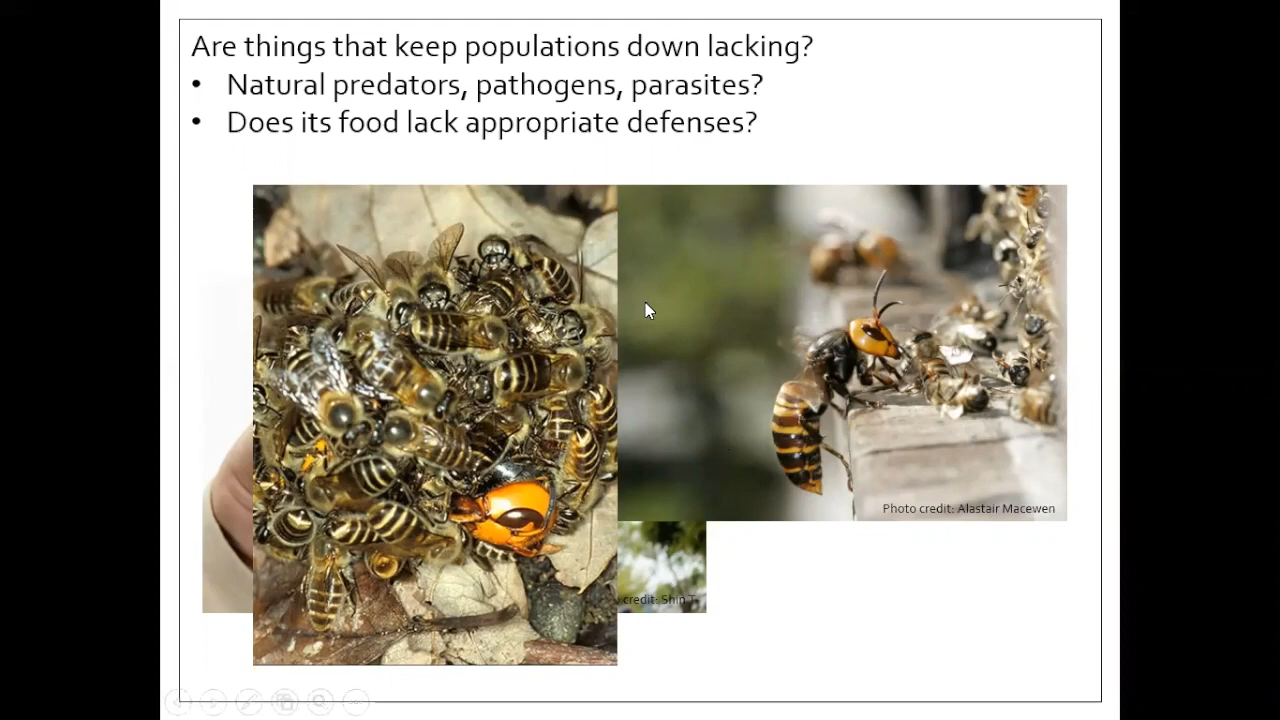 Are things that keep populations down lacking?
• Natural predators, pathogens, parasites?
• Does its food lack appropriate defenses?
Photo credit: Alastair Macewen
credit: Shin T.